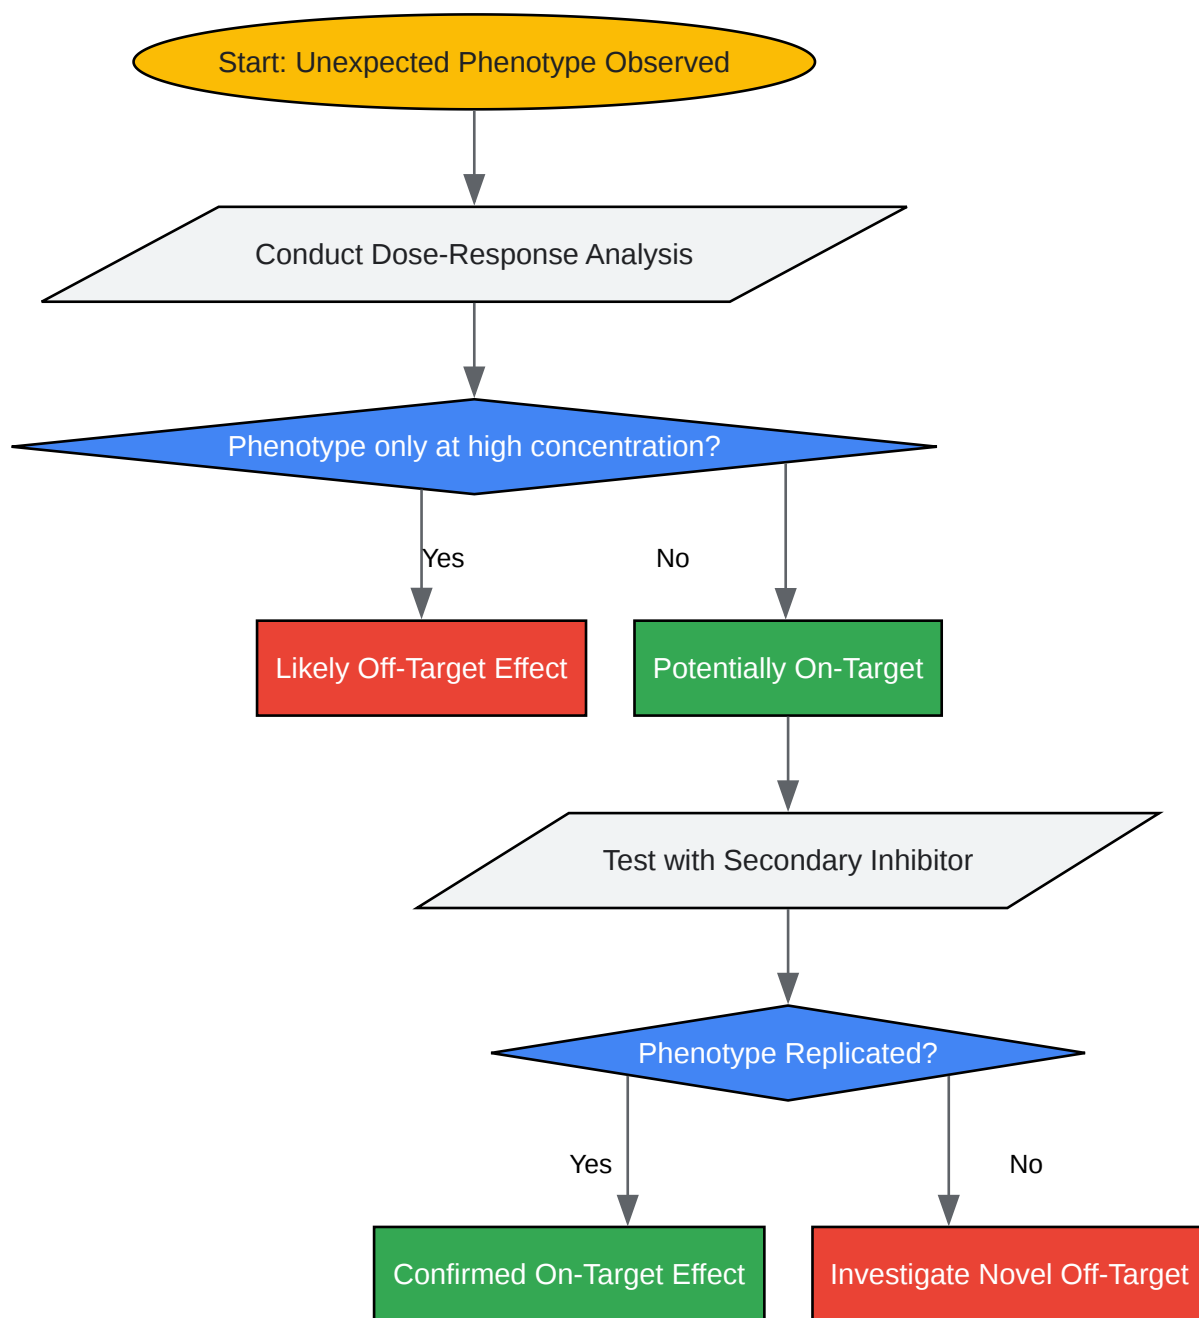 Start: Unexpected Phenotype Observed
Conduct Dose-Response Analysis
Phenotype only at high concentration?
Yes
No
Likely Off-Target Effect
Potentially On-Target
Test with Secondary Inhibitor
Phenotype Replicated?
Yes
No
Confirmed On-Target Effect
Investigate Novel Off-Target